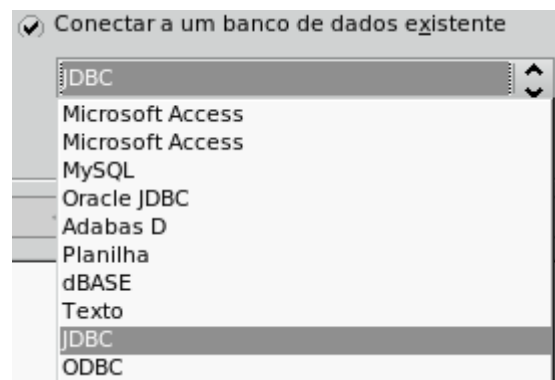 Conectar a um banco de dados existente
JDBC
Microsoft Access
Microsoft Access
MySQL
Oracle JDBC
Adabas D
Planilha
dBASE
Texto
JDBC
ODBC